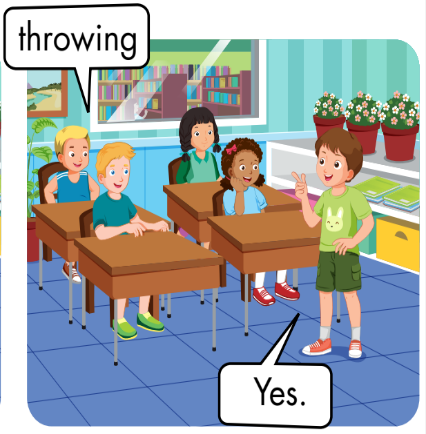 throwing
Yes.